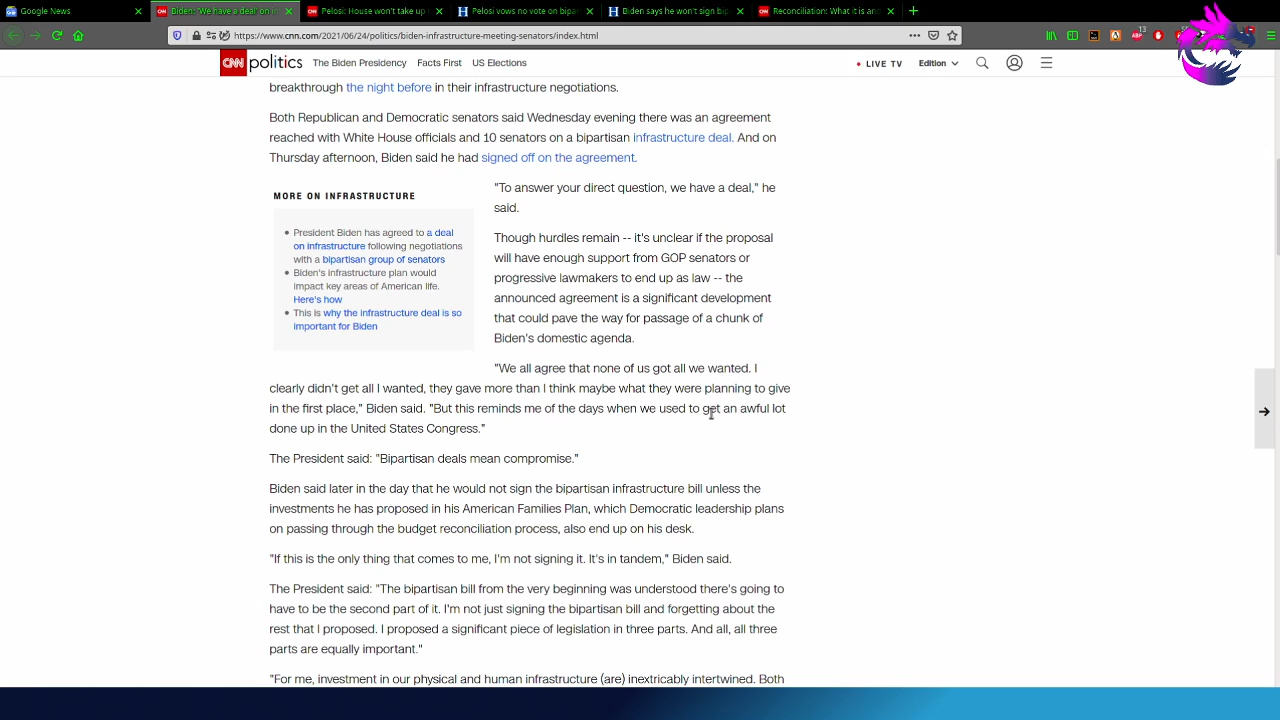 Google News
Biden: 'We have a deal' on in
Pelosi: House won't take up
Pelosi vows no vote on bipar
Biden says he won't sign bip
Reconciliation: What it is an
https://www.cnn.com/2021/06/24/politics/biden-infrastructure-meeting-senators/index.html
13
CNN politics The Biden Presidency Facts First US Elections
LIVE TV Edition
breakthrough the night before in their infrastructure negotiations.
Both Republican and Democratic senators said Wednesday evening there was an agreement
reached with White House officials and 10 senators on a bipartisan infrastructure deal. And on
Thursday afternoon, Biden said he had signed off on the agreement.
MORE ON INFRASTRUCTURE
President Biden has agreed to a deal
on infrastructure following negotiations
with a bipartisan group of senators
Biden's infrastructure plan would
impact key areas of American life.
Here's how
This is why the infrastructure deal is so
important for Biden
"To answer your direct question, we have a deal," he
said.
Though hurdles remain -- it's unclear if the proposal
will have enough support from GOP senators or
progressive lawmakers to end up as law -- the
announced agreement is a significant development
that could pave the way for passage of a chunk of
Biden's domestic agenda.
"We all agree that none of us got all we wanted. I
clearly didn't get all I wanted, they gave more than I think maybe what they were planning to give
in the first place," Biden said. "But this reminds me of the days when we used to get an awful lot
done up in the United States Congress."
The President said: "Bipartisan deals mean compromise."
Biden said later in the day that he would not sign the bipartisan infrastructure bill unless the
investments he has proposed in his American Families Plan, which Democratic leadership plans
on passing through the budget reconciliation process, also end up on his desk.
"If this is the only thing that comes to me, I'm not signing it. It's in tandem," Biden said.
The President said: "The bipartisan bill from the very beginning was understood there's going to
have to be the second part of it. I'm not just signing the bipartisan bill and forgetting about the
rest that I proposed. I proposed a significant piece of legislation in three parts. And all, all three
parts are equally important."
"For me, investment in our physical and human infrastructure (are) inextricably intertwined. Both